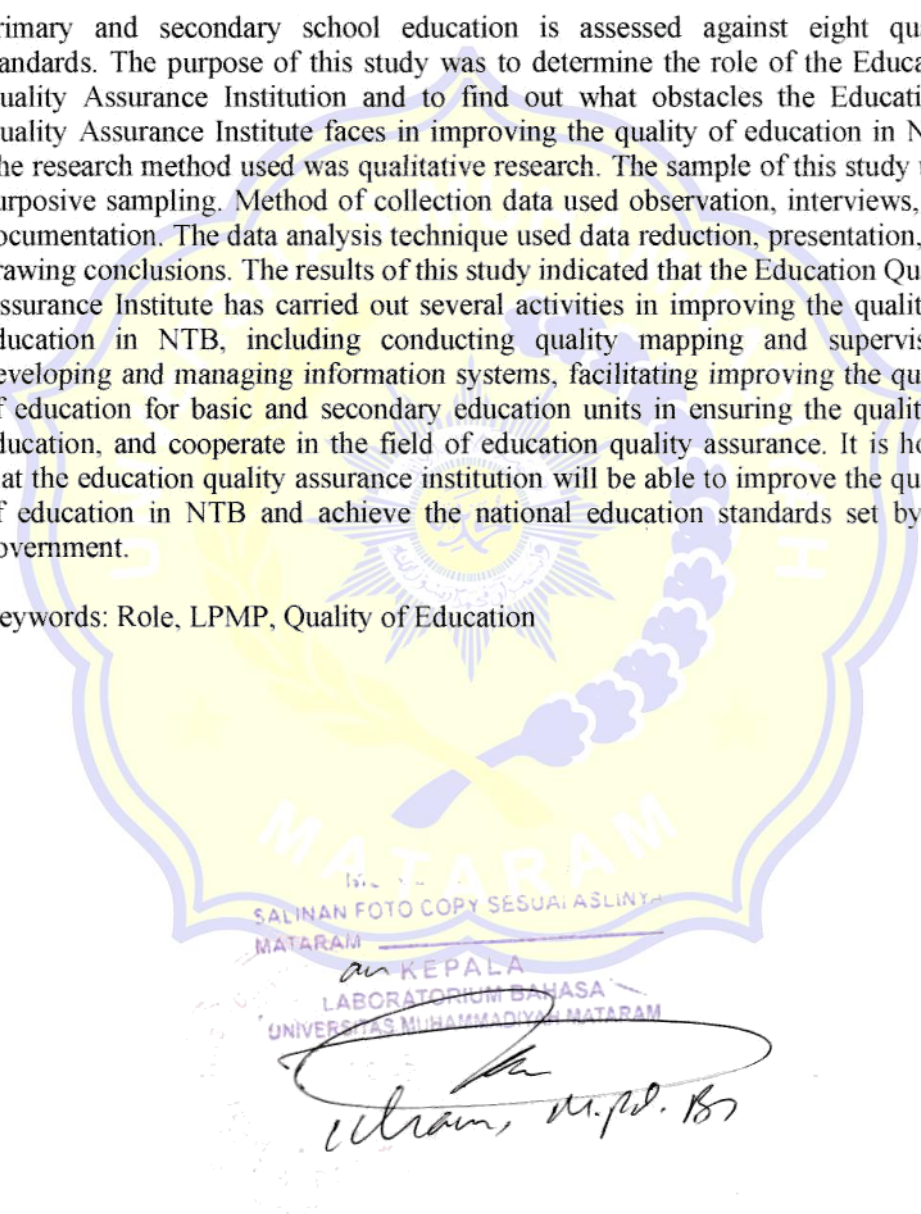 rimary and secondary school education is assessed against eight qu
andards. The purpose of this study was to determine the role of the Educa
uality Assurance Institution and to find out what obstacles the Educati
uality Assurance Institute faces in improving the quality of education in N
he research method used was qualitative research. The sample of this study
urposive sampling. Method of collection data used observation, interviews,
ocumentation. The data analysis technique used data reduction, presentation,
rawing conclusions. The results of this study indicated that the Education Qu
ssurance Institute has carried out several activities in improving the qualit
ducation in NTB, including conducting quality mapping and supervis
eveloping and managing information systems, facilitating improving the qu
f education for basic and secondary education units in ensuring the qualit
ducation, and cooperate in the field of education quality assurance. It is ho
at the education quality assurance institution will be able to improve the qu
f education in NTB and achieve the national education standards set by
overnment.
eywords: Role, LPMP, Quality of Education
MATARAM
SALINAN FOTO COPY SESUAI ASLINYA
MATARAM
an KEPALA
LABORATORIUM BAHASA
UNIVERSITAS MUHAMMADIYAH MATARAM
M.Pd. Bi